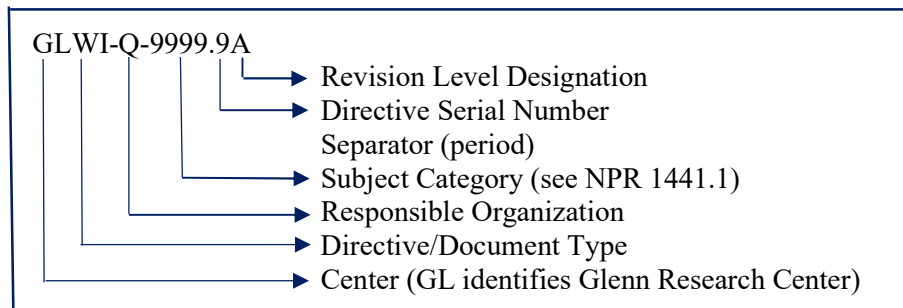 GLWI-Q-9999.9A
Revision Level Designation
Directive Serial Number
Separator (period)
Subject Category (see NPR 1441.1)
Responsible Organization
Directive/Document Type
Center (GL identifies Glenn Research Center)